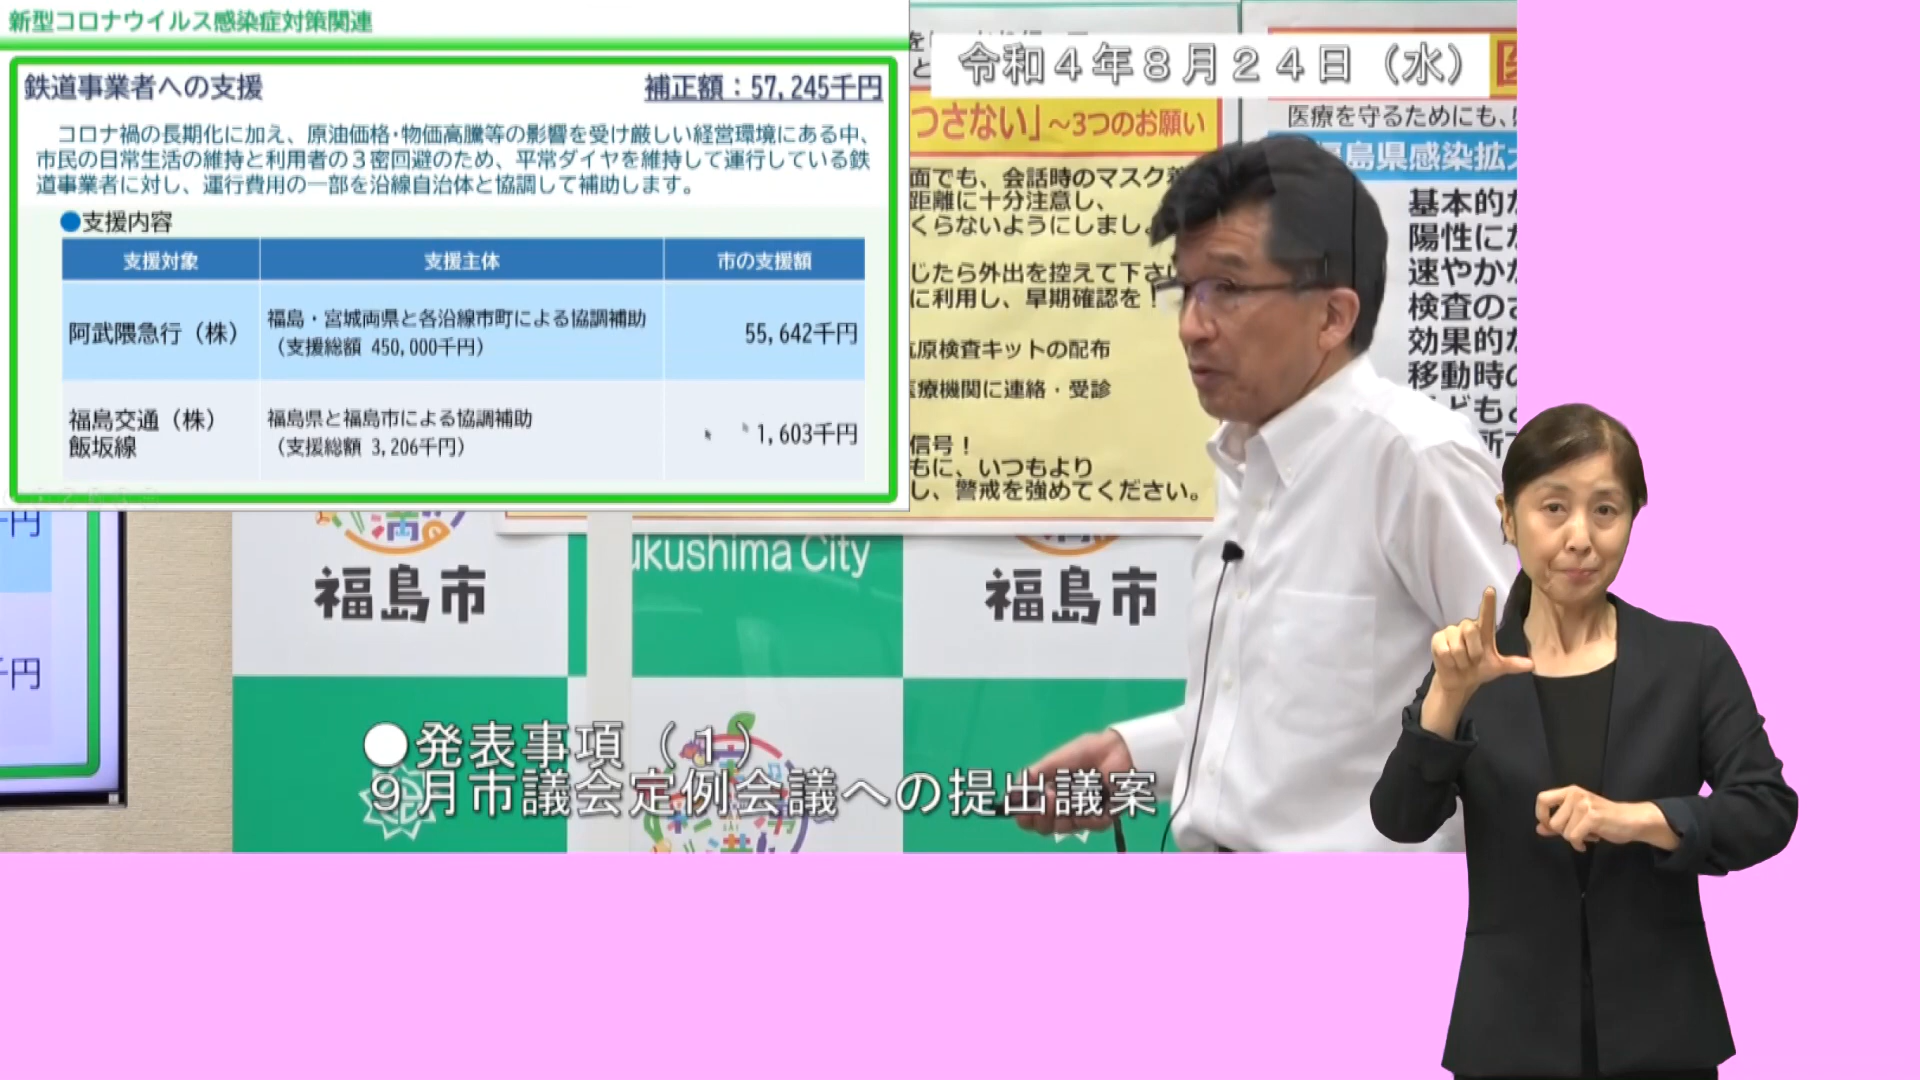 新型コロナウイルス感染症対策関連
鉄道事業者への支援
補正額：57,245千円
コロナ禍の長期化に加え、原油価格･物価高騰等の影響を受け厳しい経営環境にある中、
市民の日常生活の維持と利用者の３密回避のため、平常ダイヤを維持して運行している鉄
道事業者に対し、運行費用の一部を沿線自治体と協調して補助します。
●支援内容
支援対象
支援主体
市の支援額
阿武隈急行（株）
福島・宮城両県と各沿線市町による協調補助
（支援総額 450,000千円）
55,642千円
福島交通（株）
飯坂線
福島県と福島市による協調補助
（支援総額 3,206千円）
1,603千円
令和４年８月２４日（水）
つさない」～3つのお願い
面でも、会話時のマスク
距離に十分注意し、
くらないようにしまし
じたら外出を控えて下さい
に利用し、早期確認を！
原検査キットの配布
医療機関に連絡・受診
信号！
もに、いつもより
し、警戒を強めてください。
医療を守るためにも、
福島県感染拡
基本的
陽性に
速やか
検査の
効果的
移動時の
千円
千円
福島市
ukushima City
福島市
●発表事項（１）
９月市議会定例会議への提出議案